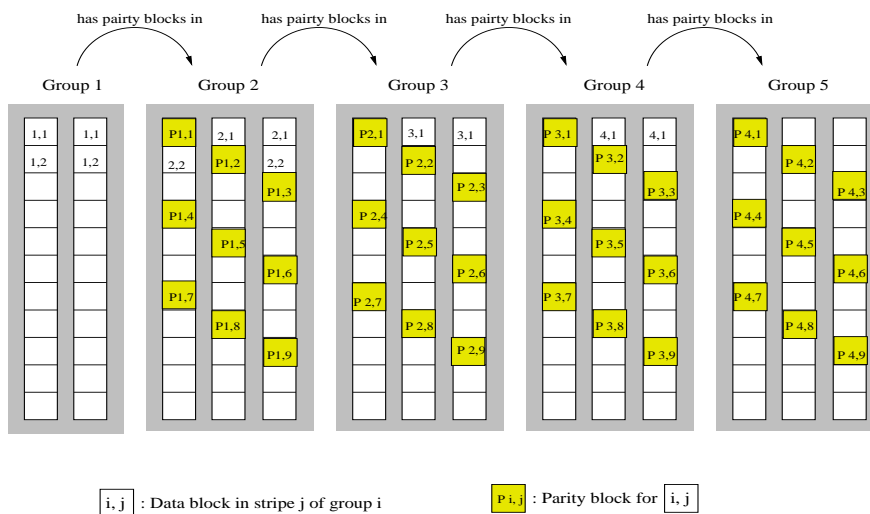 has pairty blocks in has pairty blocks in has pairty blocks in has pairty blocks in
Group 1 Group 2 Group 3 Group 4 Group 5
1,1 1,1 P1,1 2,1 2,1 P2,1 3,1 3,1 P 3,1 4,1 4,1 P 4,1
1,2 1,2 2,2 P1,2 2,2 P 2,2 P 3,2 P 4,2
P1,3 P 2,3 P 3,3 P 4,3
P1,4 P 2,4 P 3,4 P 4,4
P1,5 P 2,5 P 3,5 P 4,5
P1,6 P 2,6 P 3,6 P 4,6
P1,7 P 2,7 P 3,7 P 4,7
P1,8 P 2,8 P 3,8 P 4,8
P1,9 P 2,9 P 3,9 P 4,9
i, j : Data block in stripe j of group i P i, j : Parity block for i, j